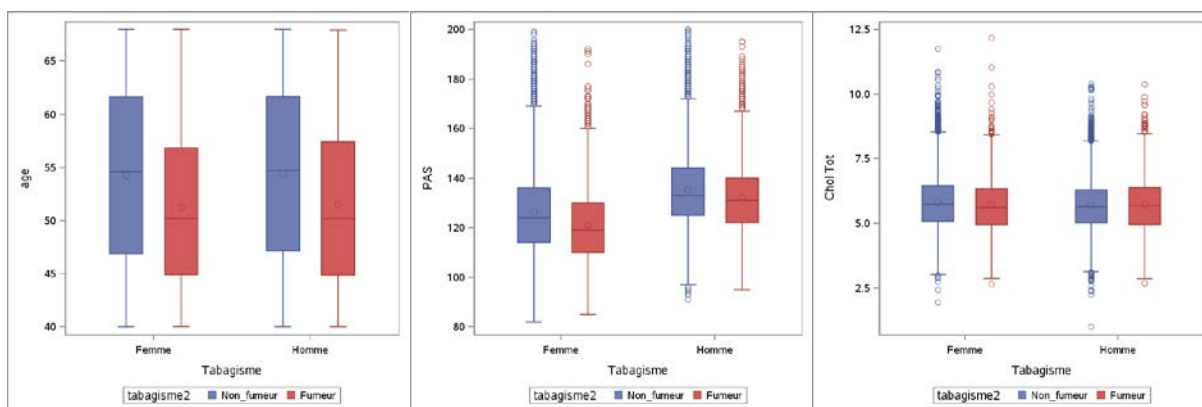 age
65
60
55
50
45
40
Femme
Homme
Tabagisme
tabagisme2 Non_fumeur Fumeur
PAS
200
180
160
140
120
100
80
Femme
Homme
Tabagisme
tabagisme2 Non_fumeur Fumeur
Chol Tot
12.5
10.0
7.5
5.0
2.5
Femme
Homme
Tabagisme
tabagisme2 Non_fumeur Fumeur